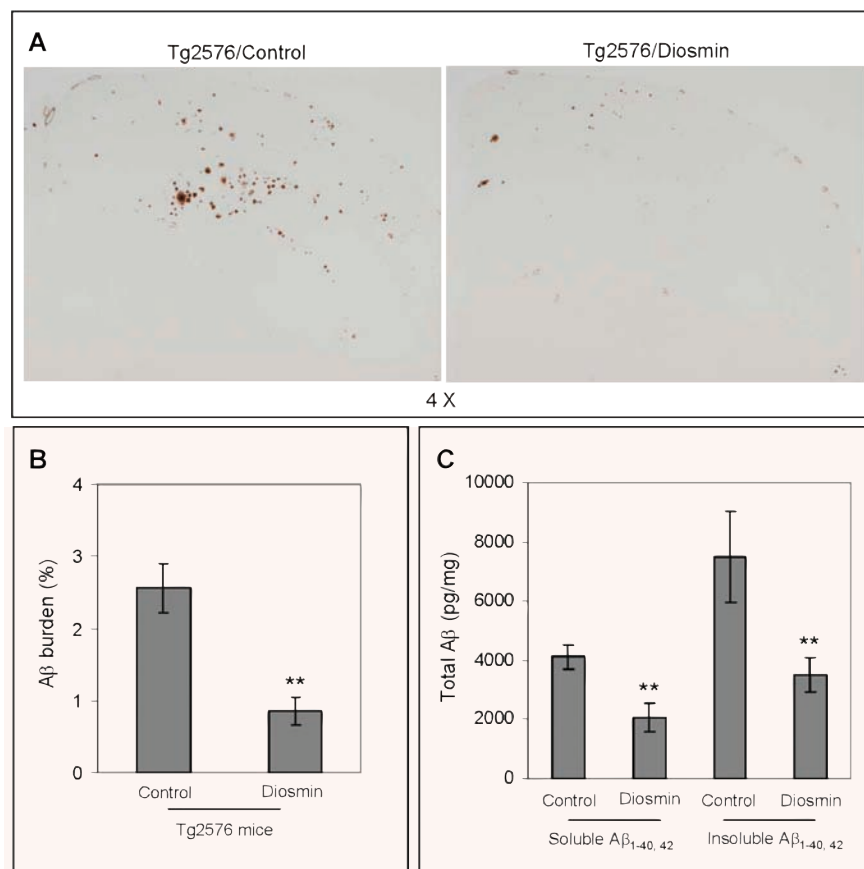 A
Tg2576/Control Tg2576/Diosmin
4 X
B
Aβ burden (%)
4
3
2
1
0
**
Control Diosmin
Tg2576 mice
C
Total Aβ (pg/mg)
10000
8000
6000
4000
2000
0
**
**
Control Diosmin Control Diosmin
Soluble Aβ1-40, 42 Insoluble Aβ1-40, 42